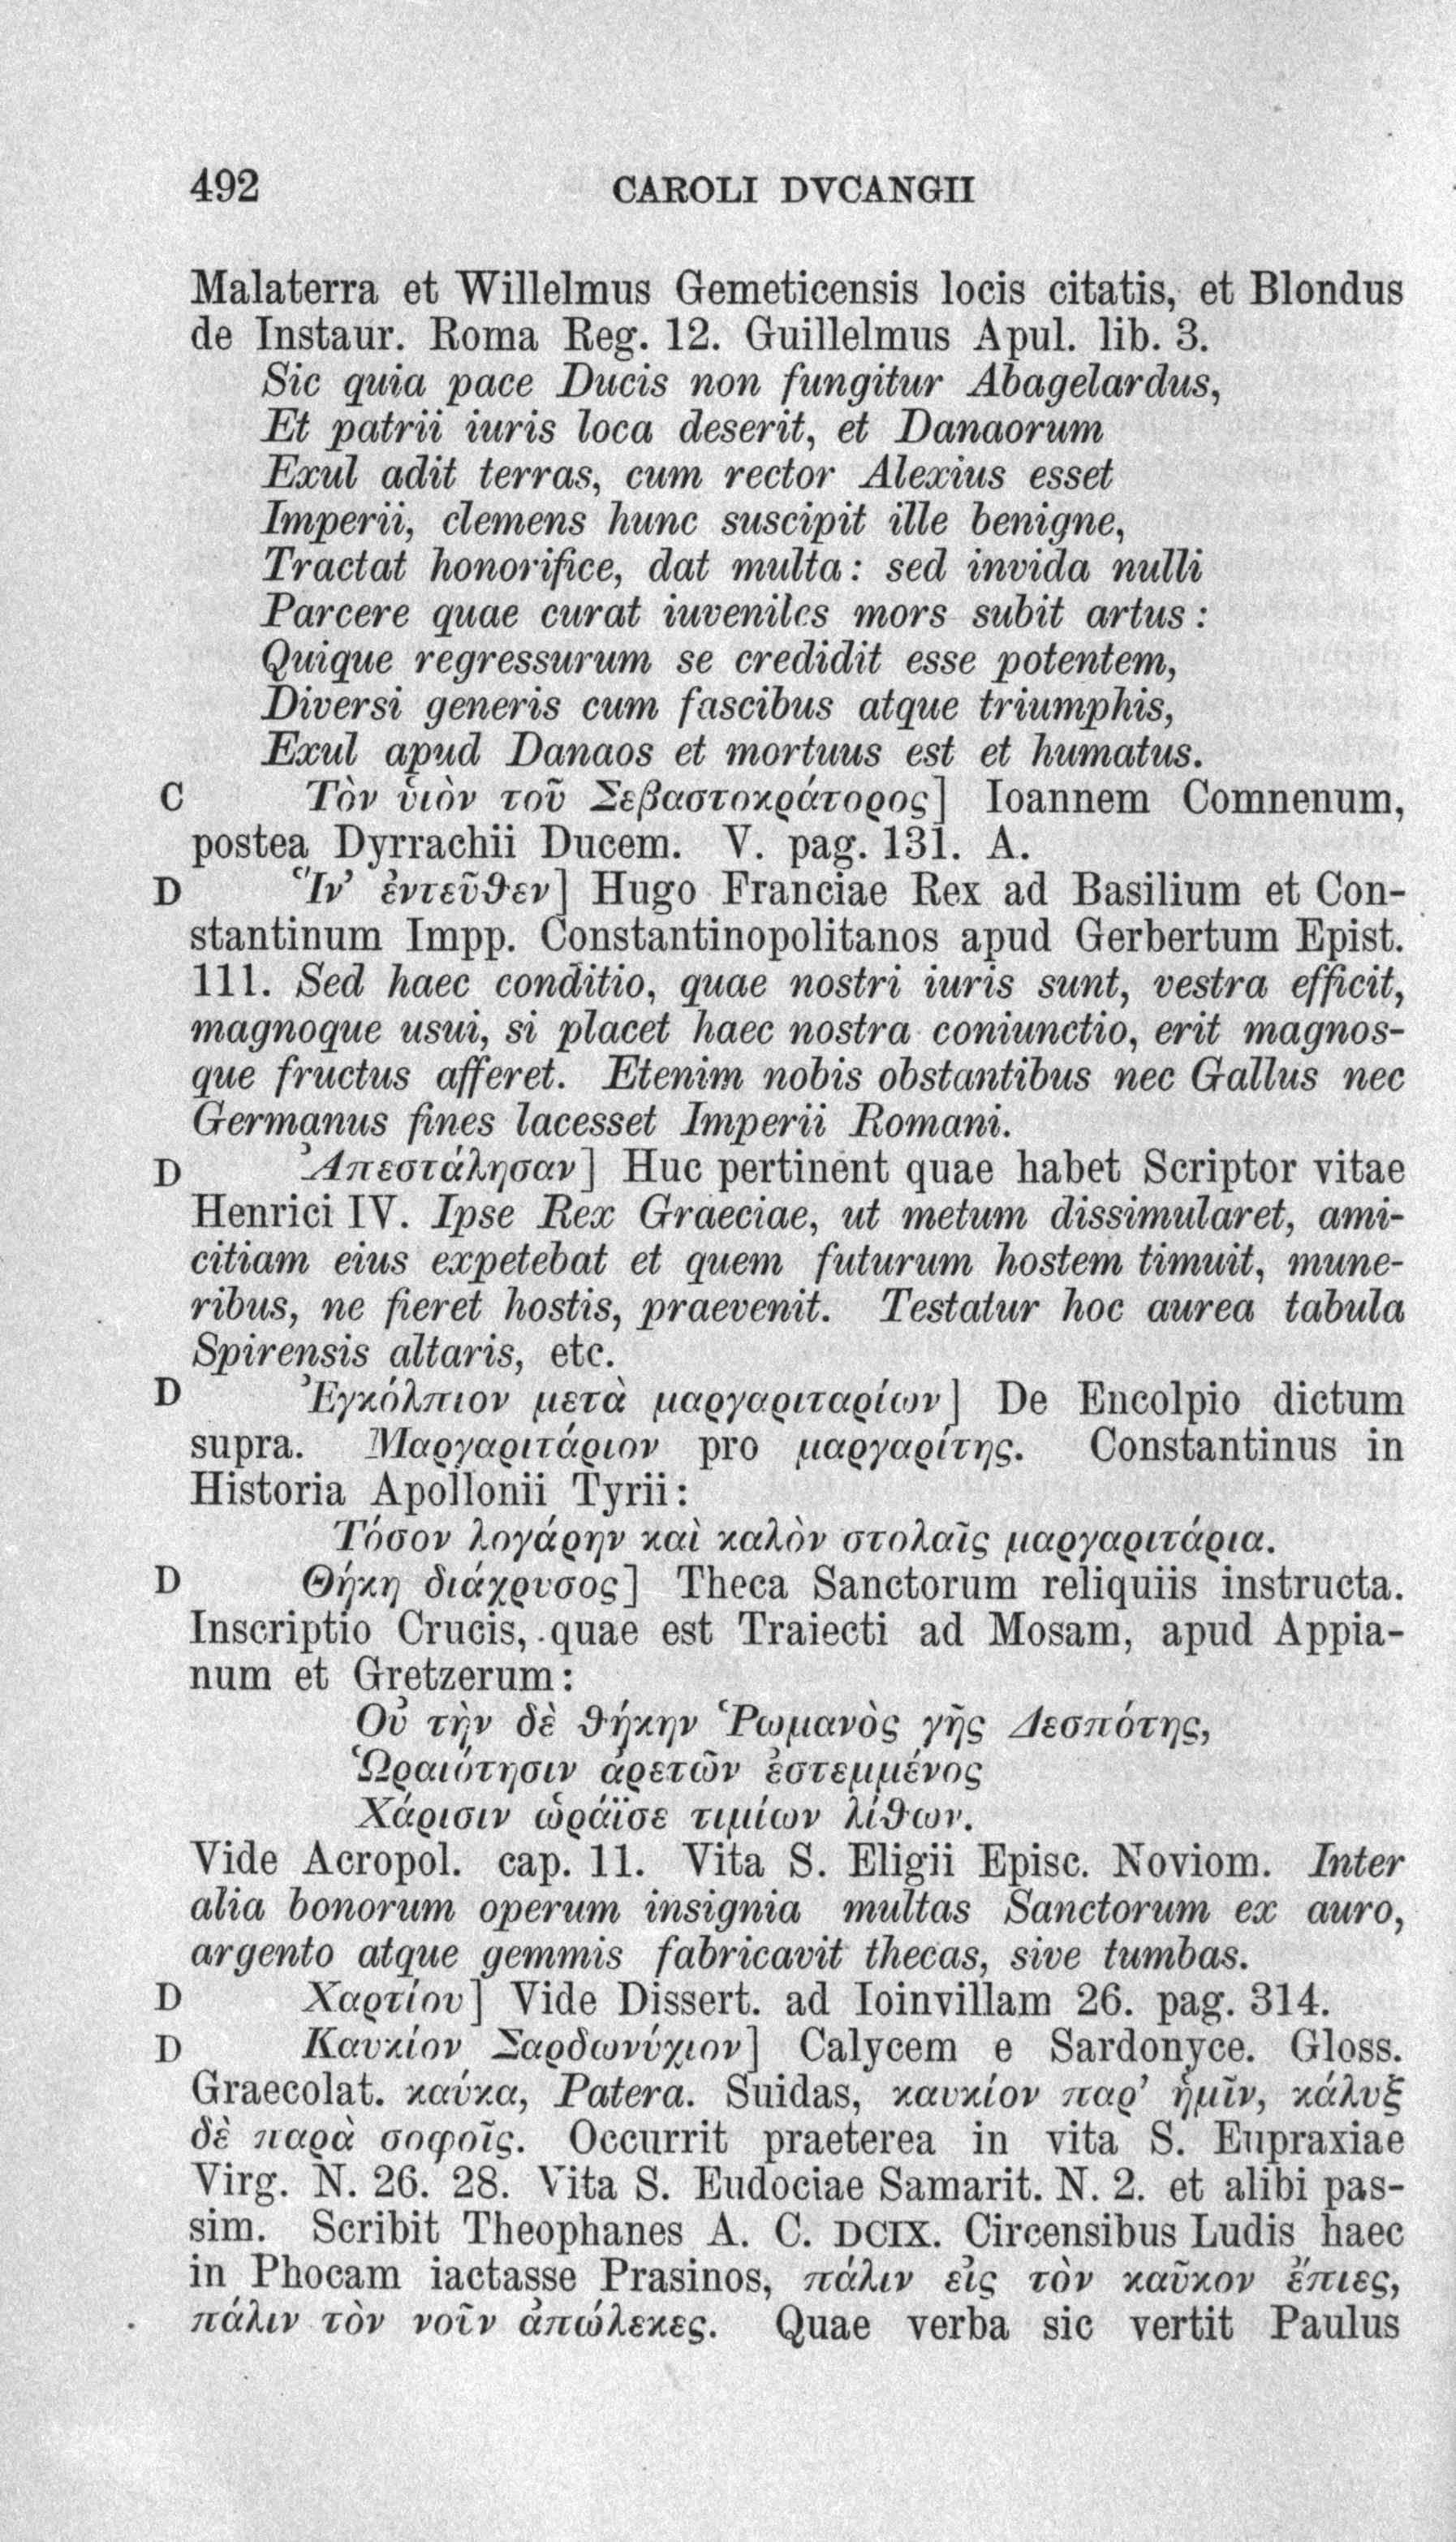 492 CAROLI DVCANGII
Malaterra et Willelmus Gemeticensis locis citatis, et Blondus
de Instaur. Roma Reg. 12. Guillelmus Apul. lib. 3.
Sic quia pace Ducis non fungitur Abagelardus,
Et patrii iuris loca deserit, et Danaorum
Exul adit terras, cum rector Alexius esset
Imperii, clemens hunc suscipit ille benigne,
Tractat honorifice, dat multa: sed invida nulli
Parcere quae curat iuveniles mors subit artus:
Quique regressurum se credidit esse potentem,
Diversi generis cum fascibus atque triumphis,
Exul apud Danaos et mortuus est et humatus.
C Τὸν ὑιὸν τοῦ Σεβαστοκράτορος] Ioannem Comnenum,
postea Dyrrachii Ducem. V. pag. 131. A.
D Ἵν' ἐντεῦθεν] Hugo Franciae Rex ad Basilium et Con-
stantinum Impp. Constantinopolitanos apud Gerbertum Epist.
111. Sed haec conditio, quae nostri iuris sunt, vestra efficit,
magnoque usui, si placet haec nostra coniunctio, erit magnos-
que fructus afferet. Etenim nobis obstantibus nec Gallus nec
Germanus fines lacesset Imperii Romani.
D Ἀπεστάλησαν] Huc pertinent quae habet Scriptor vitae
Henrici IV. Ipse Rex Graeciae, ut metum dissimularet, ami-
citiam eius expetebat et quem futurum hostem timuit, mune-
ribus, ne fieret hostis, praevenit. Testatur hoc aurea tabula
Spirensis altaris, etc.
D Ἐγκόλπιον μετὰ μαργαριταρίων] De Encolpio dictum
supra. Μαργαριτάριον pro μαργαρίτης. Constantinus in
Historia Apollonii Tyrii:
Τόσον λογάρην καὶ καλὸν στολαῖς μαργαριτάρια.
D Θήκη διάχρυσος] Theca Sanctorum reliquiis instructa.
Inscriptio Crucis, quae est Traiecti ad Mosam, apud Appia-
num et Gretzerum:
Οὐ τὴν δὲ θήκην Ῥωμανὸς γῆς Δεσπότης,
Ὡραιότησιν ἀρετῶν ἐστεμμένος
Χάρισιν ὡράϊσε τιμίων λίθων.
Vide Acropol. cap. 11. Vita S. Eligii Episc. Noviom. Inter
alia bonorum operum insignia multas Sanctorum ex auro,
argento atque gemmis fabricavit thecas, sive tumbas.
D Χαρτίου] Vide Dissert. ad Ioinvillam 26. pag. 314.
D Καυκίον Σαρδωνύχιον] Calycem e Sardonyce. Gloss.
Graecolat. καύκα, Patera. Suidas, καυκίον παρ' ἡμῖν, κάλυξ
δὲ παρὰ σοφοῖς. Occurrit praeterea in vita S. Eupraxiae
Virg. N. 26. 28. Vita S. Eudociae Samarit. N. 2. et alibi pas-
sim. Scribit Theophanes A. C. DCIX. Circensibus Ludis haec
in Phocam iactasse Prasinos, πάλιν εἰς τὸν καῦκον ἔπιες,
πάλιν τὸν νοῖν ἀπώλεκες. Quae verba sic vertit Paulus